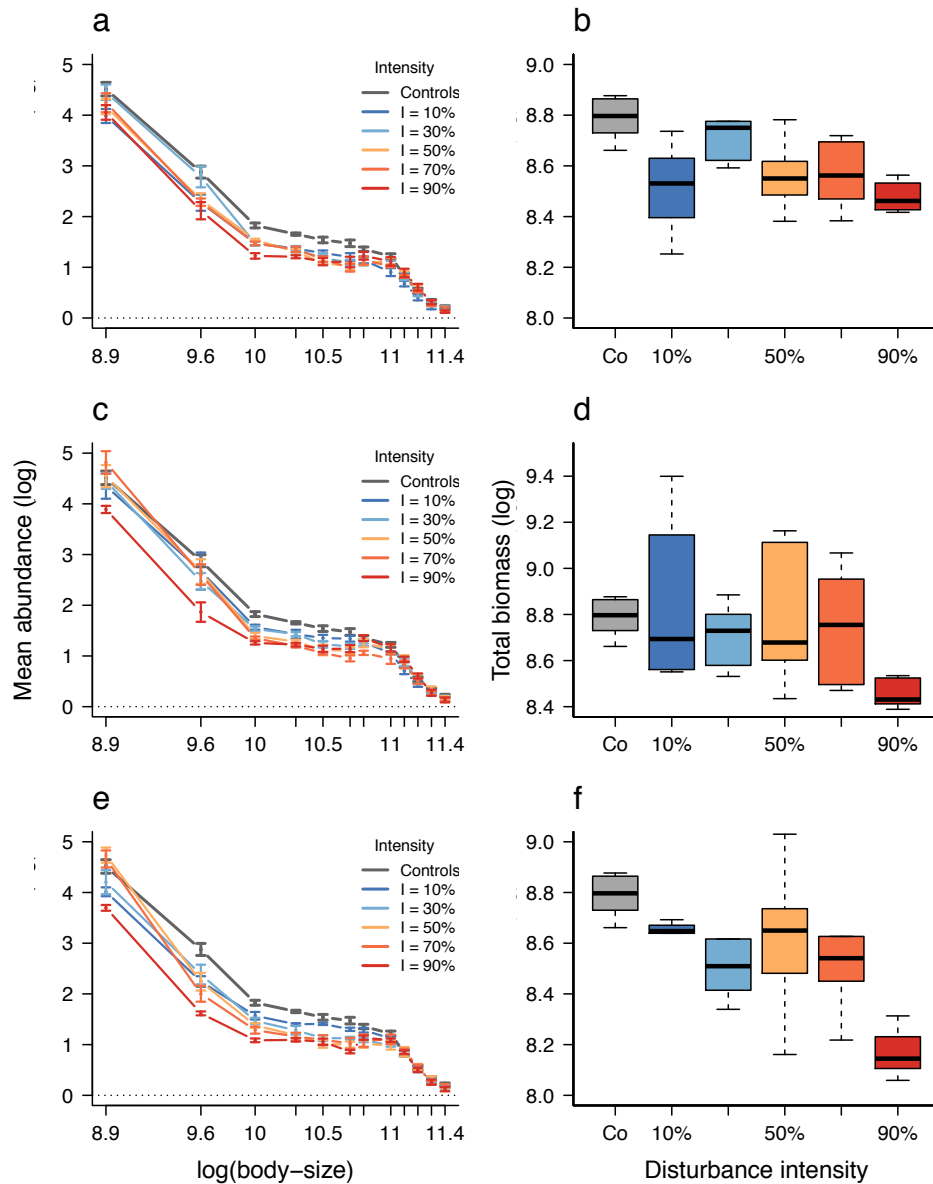 a
5
4
3
2
1
0
8.9 9.6 10 10.5 11 11.4
Intensity
Controls
I = 10%
I = 30%
I = 50%
I = 70%
I = 90%
b
9.0
8.8
8.6
8.4
8.2
8.0
Co 10% 50% 90%
c
5
4
3
2
1
0
8.9 9.6 10 10.5 11 11.4
Intensity
Controls
I = 10%
I = 30%
I = 50%
I = 70%
I = 90%
Mean abundance (log)
d
9.4
9.2
9.0
8.8
8.6
8.4
Co 10% 50% 90%
Total biomass (log)
e
5
4
3
2
1
0
8.9 9.6 10 10.5 11 11.4
Intensity
Controls
I = 10%
I = 30%
I = 50%
I = 70%
I = 90%
log(body−size)
f
9.0
8.8
8.6
8.4
8.2
8.0
Co 10% 50% 90%
Disturbance intensity